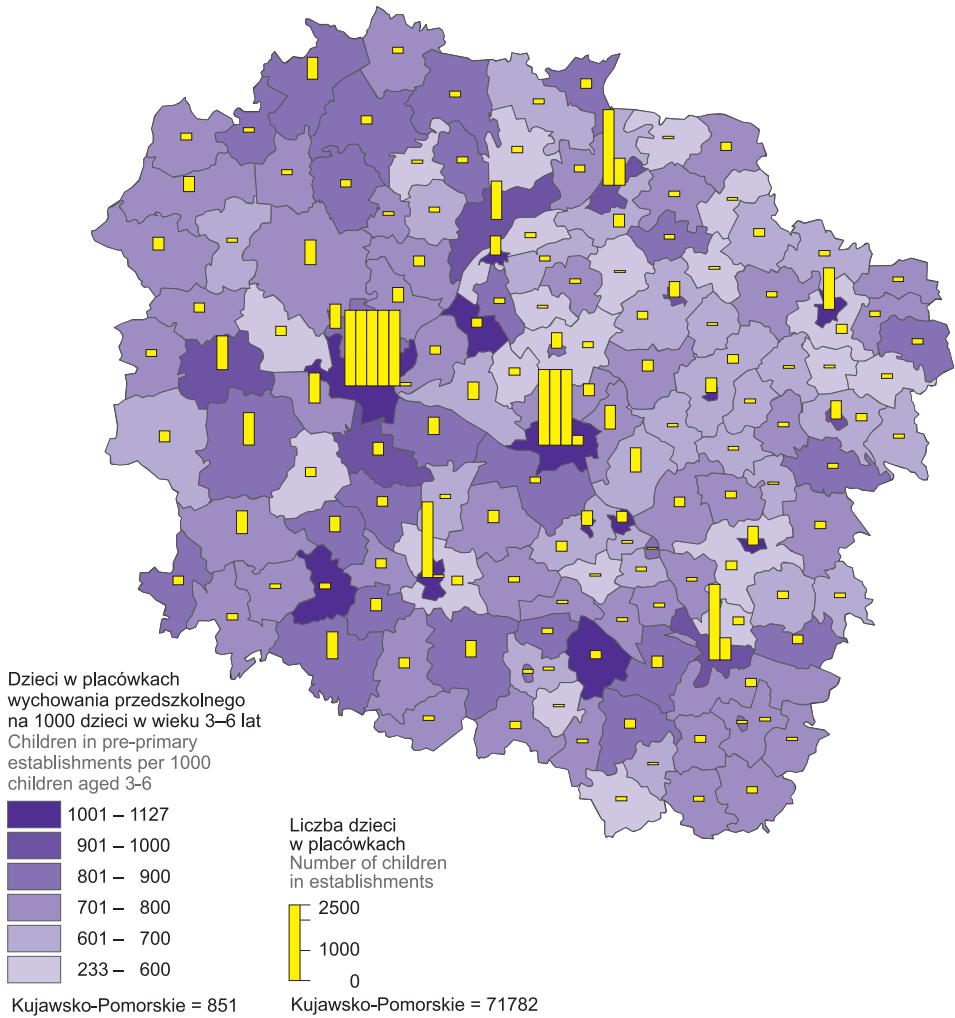 Dzieci w placówkach
wychowania przedszkolnego
na 1000 dzieci w wieku 3–6 lat
Children in pre-primary
establishments per 1000
children aged 3-6
1001 – 1127
901 – 1000
801 – 900
701 – 800
601 – 700
233 – 600
Kujawsko-Pomorskie = 851
Liczba dzieci
w placówkach
Number of children
in establishments
2500
1000
0
Kujawsko-Pomorskie = 71782